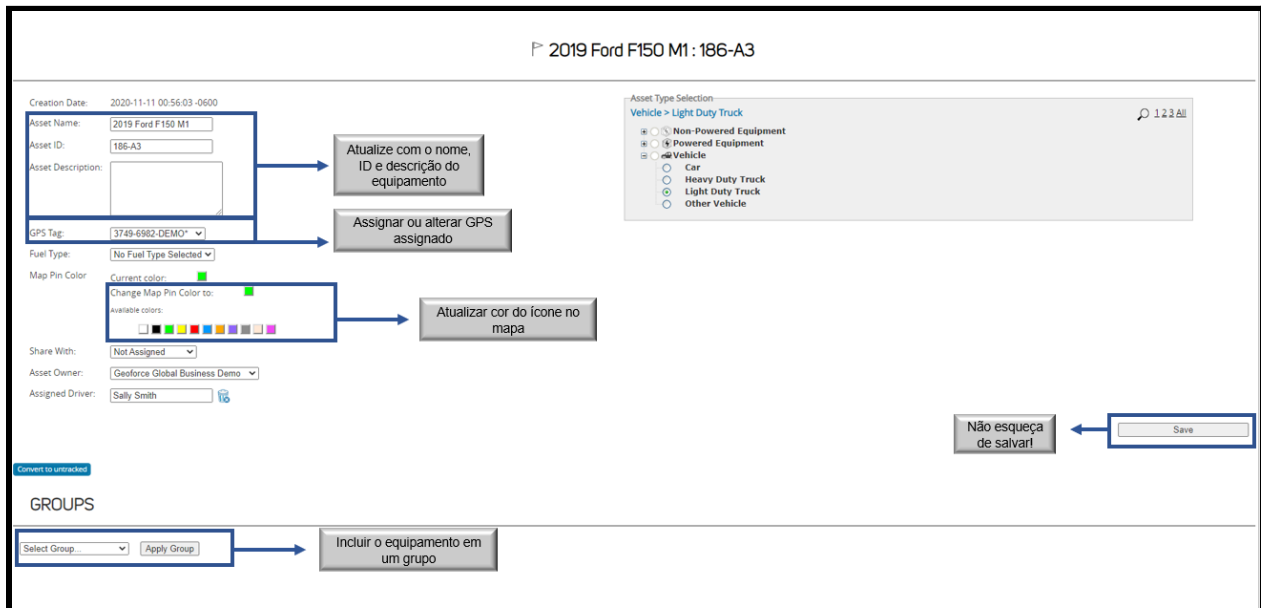 2019 Ford F150 M1 : 186-A3
Creation Date: 2020-11-11 00:56:03 -0600
Asset Name: 2019 Ford F150 M1
Asset ID: 186-A3
Asset Description:
GPS Tag: 3749-6982-DEMO*
Fuel Type: No Fuel Type Selected
Map Pin Color Current color:
Change Map Pin Color to:
Available colors:
Share With: Not Assigned
Asset Owner: Geoforce Global Business Demo
Assigned Driver: Sally Smith
Atualize com o nome,
ID e descrição do
equipamento
Assignar ou alterar GPS
assignado
Atualizar cor do ícone no
mapa
Asset Type Selection
Vehicle > Light Duty Truck
1 2 3 All
Non-Powered Equipment
Powered Equipment
Vehicle
Car
Heavy Duty Truck
Light Duty Truck
Other Vehicle
Não esqueça
de salvar!
Save
Convert to untracked
GROUPS
Select Group... Apply Group
Incluir o equipamento em
um grupo